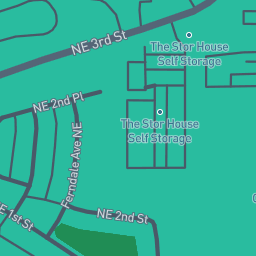 NE 3rd St
The Stor House
Self Storage
NE 2nd Pl
The Stor House
Self Storage
Ferndale Ave NE
NE 2nd St
E 1st St